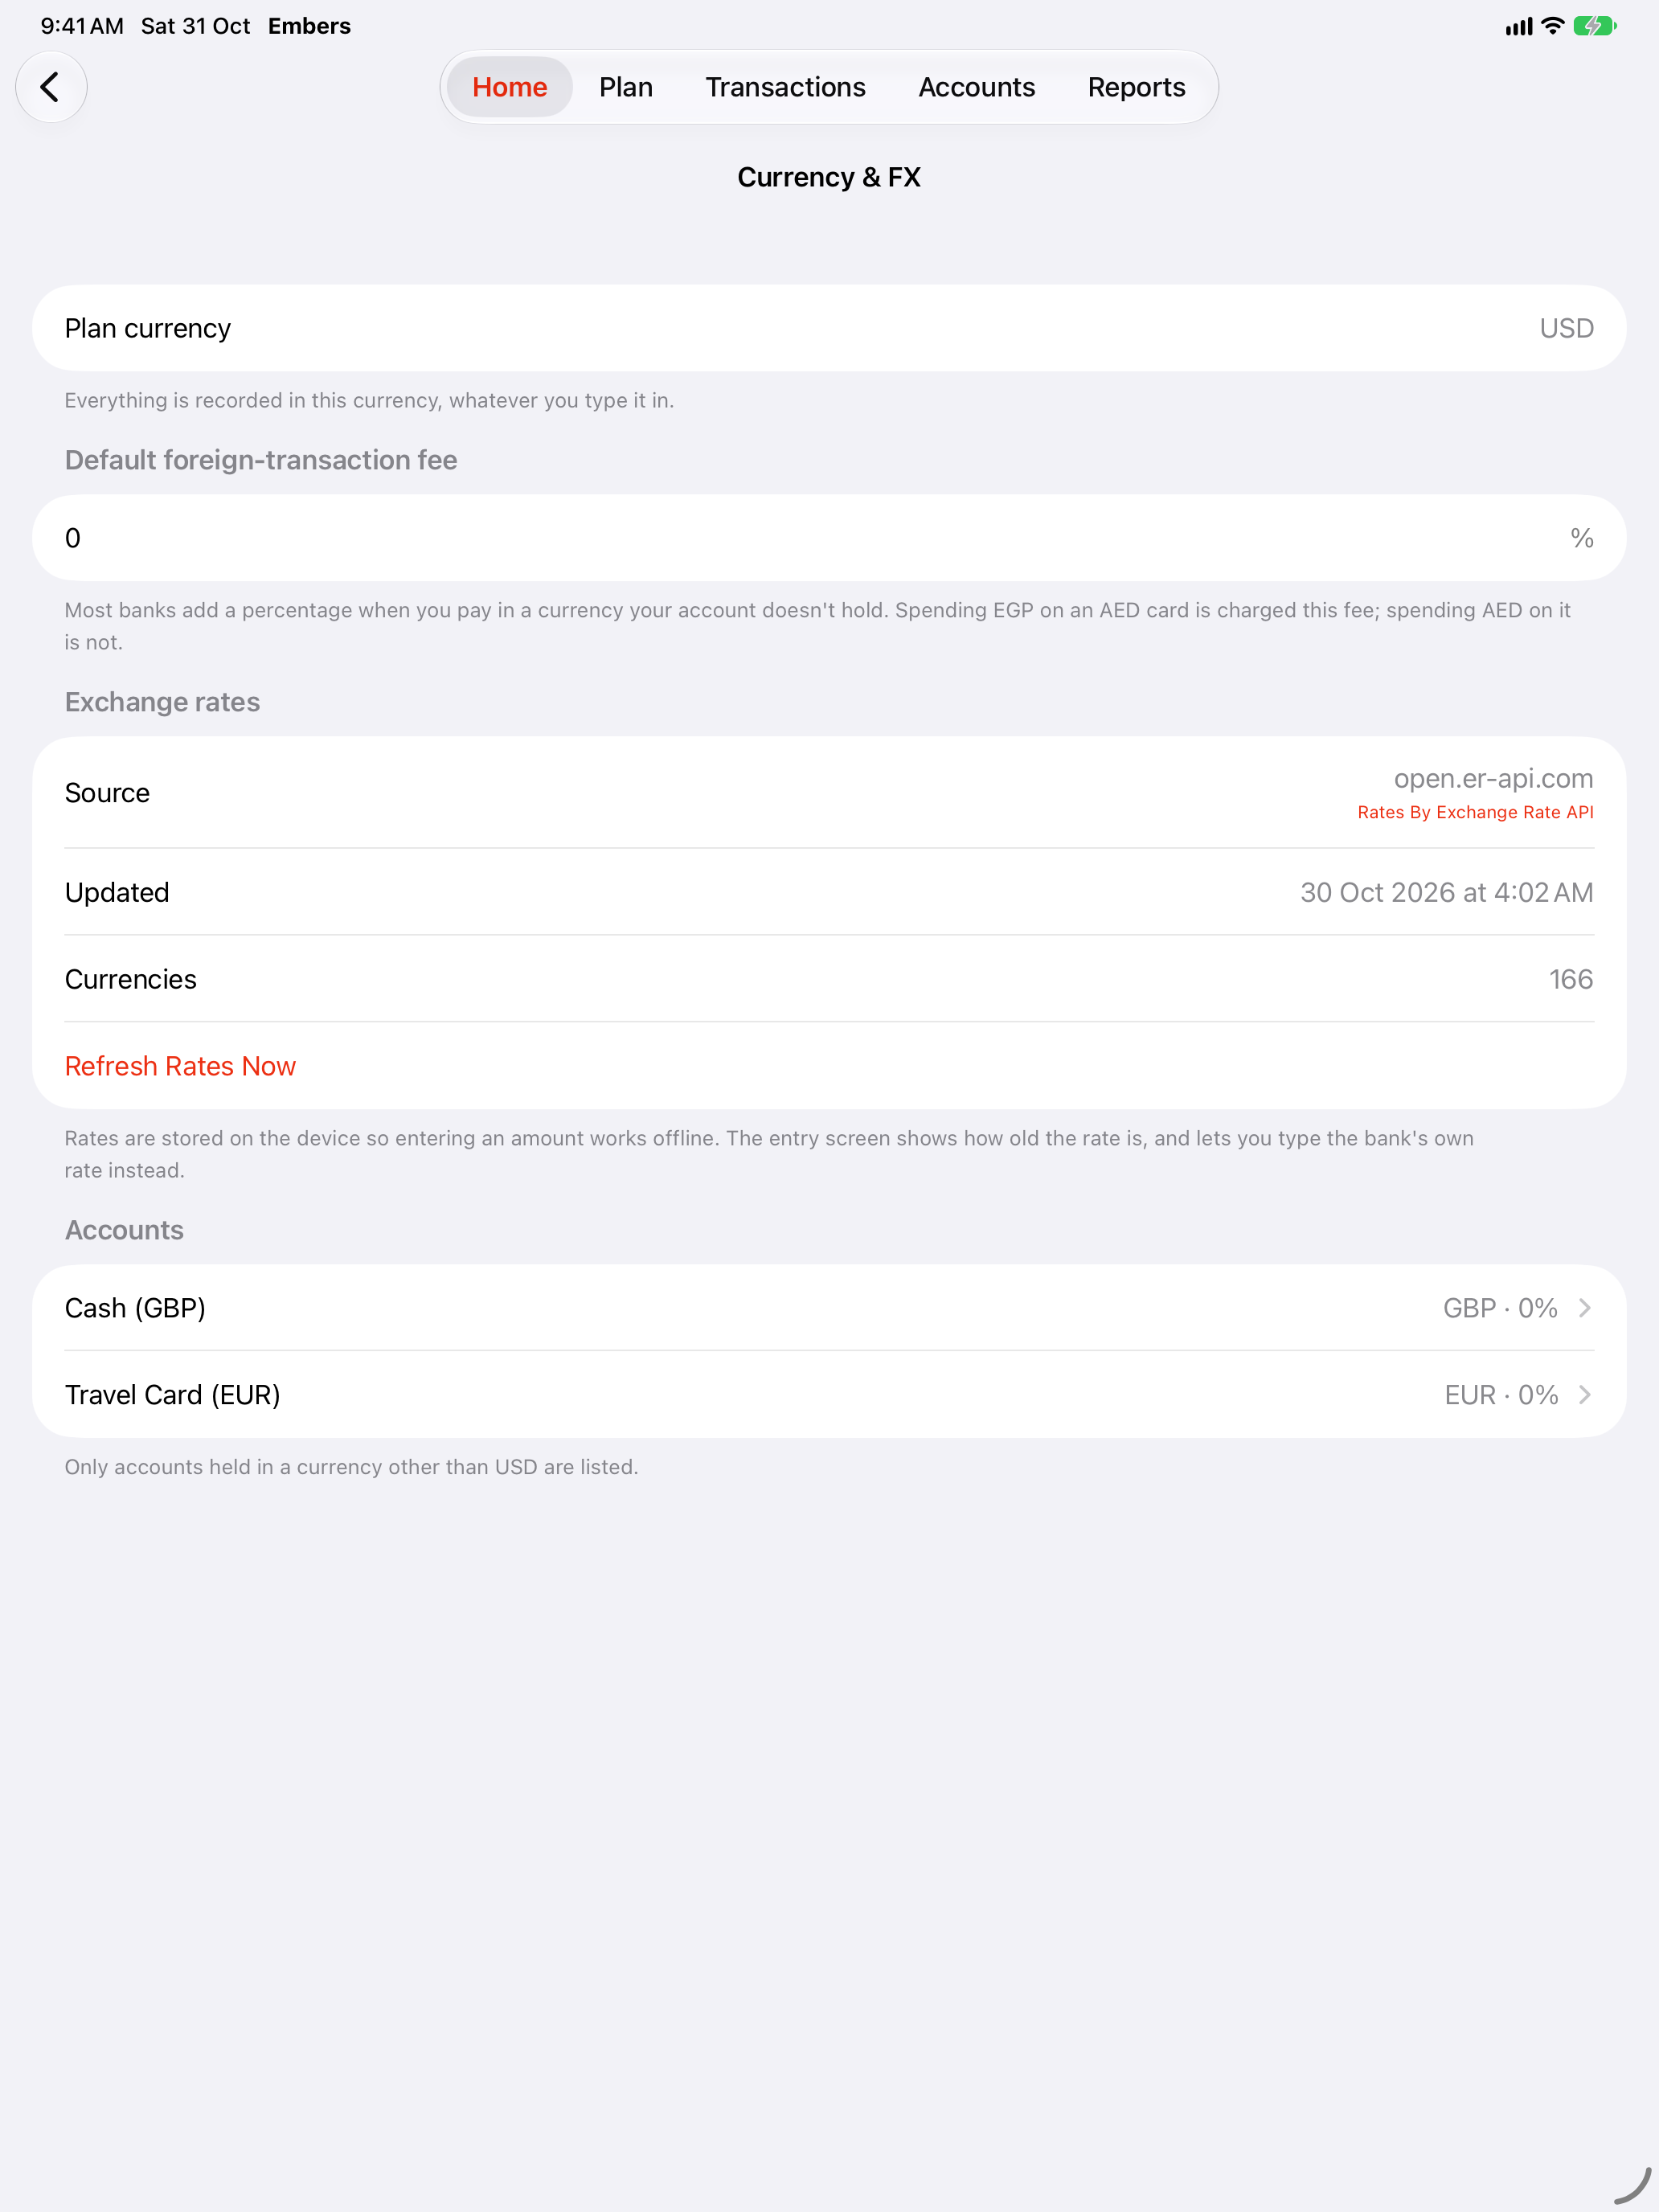 9:41 AM Sat 31 Oct Embers
Home Plan Transactions Accounts Reports
Currency & FX
Plan currency USD
Everything is recorded in this currency, whatever you type it in.
Default foreign-transaction fee
0 %
Most banks add a percentage when you pay in a currency your account doesn't hold. Spending EGP on an AED card is charged this fee; spending AED on it
is not.
Exchange rates
Source open.er-api.com
Rates By Exchange Rate API
Updated 30 Oct 2026 at 4:02 AM
Currencies 166
Refresh Rates Now
Rates are stored on the device so entering an amount works offline. The entry screen shows how old the rate is, and lets you type the bank's own
rate instead.
Accounts
Cash (GBP) GBP · 0%
Travel Card (EUR) EUR · 0%
Only accounts held in a currency other than USD are listed.